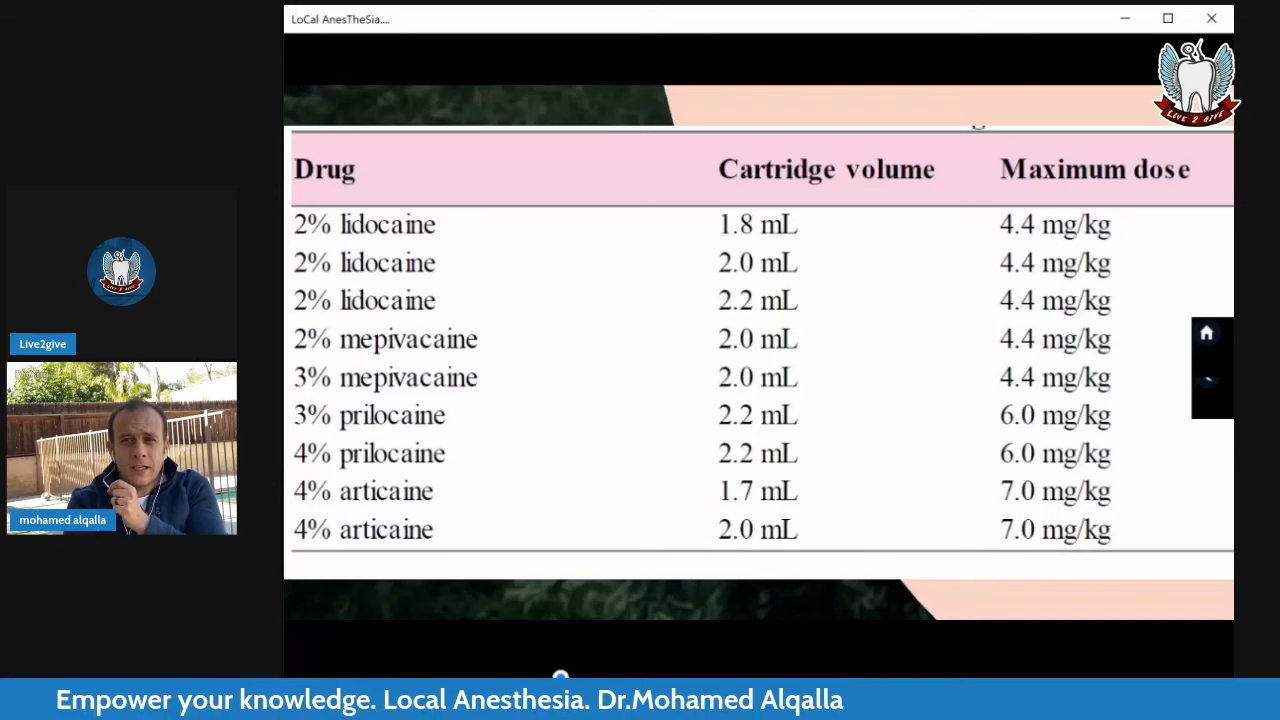 LoCal AnesTheSia....
LIVE 2 GIVE
Drug Cartridge volume Maximum dose
2% lidocaine 1.8 mL 4.4 mg/kg
2% lidocaine 2.0 mL 4.4 mg/kg
2% lidocaine 2.2 mL 4.4 mg/kg
2% mepivacaine 2.0 mL 4.4 mg/kg
3% mepivacaine 2.0 mL 4.4 mg/kg
3% prilocaine 2.2 mL 6.0 mg/kg
4% prilocaine 2.2 mL 6.0 mg/kg
4% articaine 1.7 mL 7.0 mg/kg
4% articaine 2.0 mL 7.0 mg/kg
Live2give
mohamed alqalla
Empower your knowledge. Local Anesthesia. Dr.Mohamed Alqalla